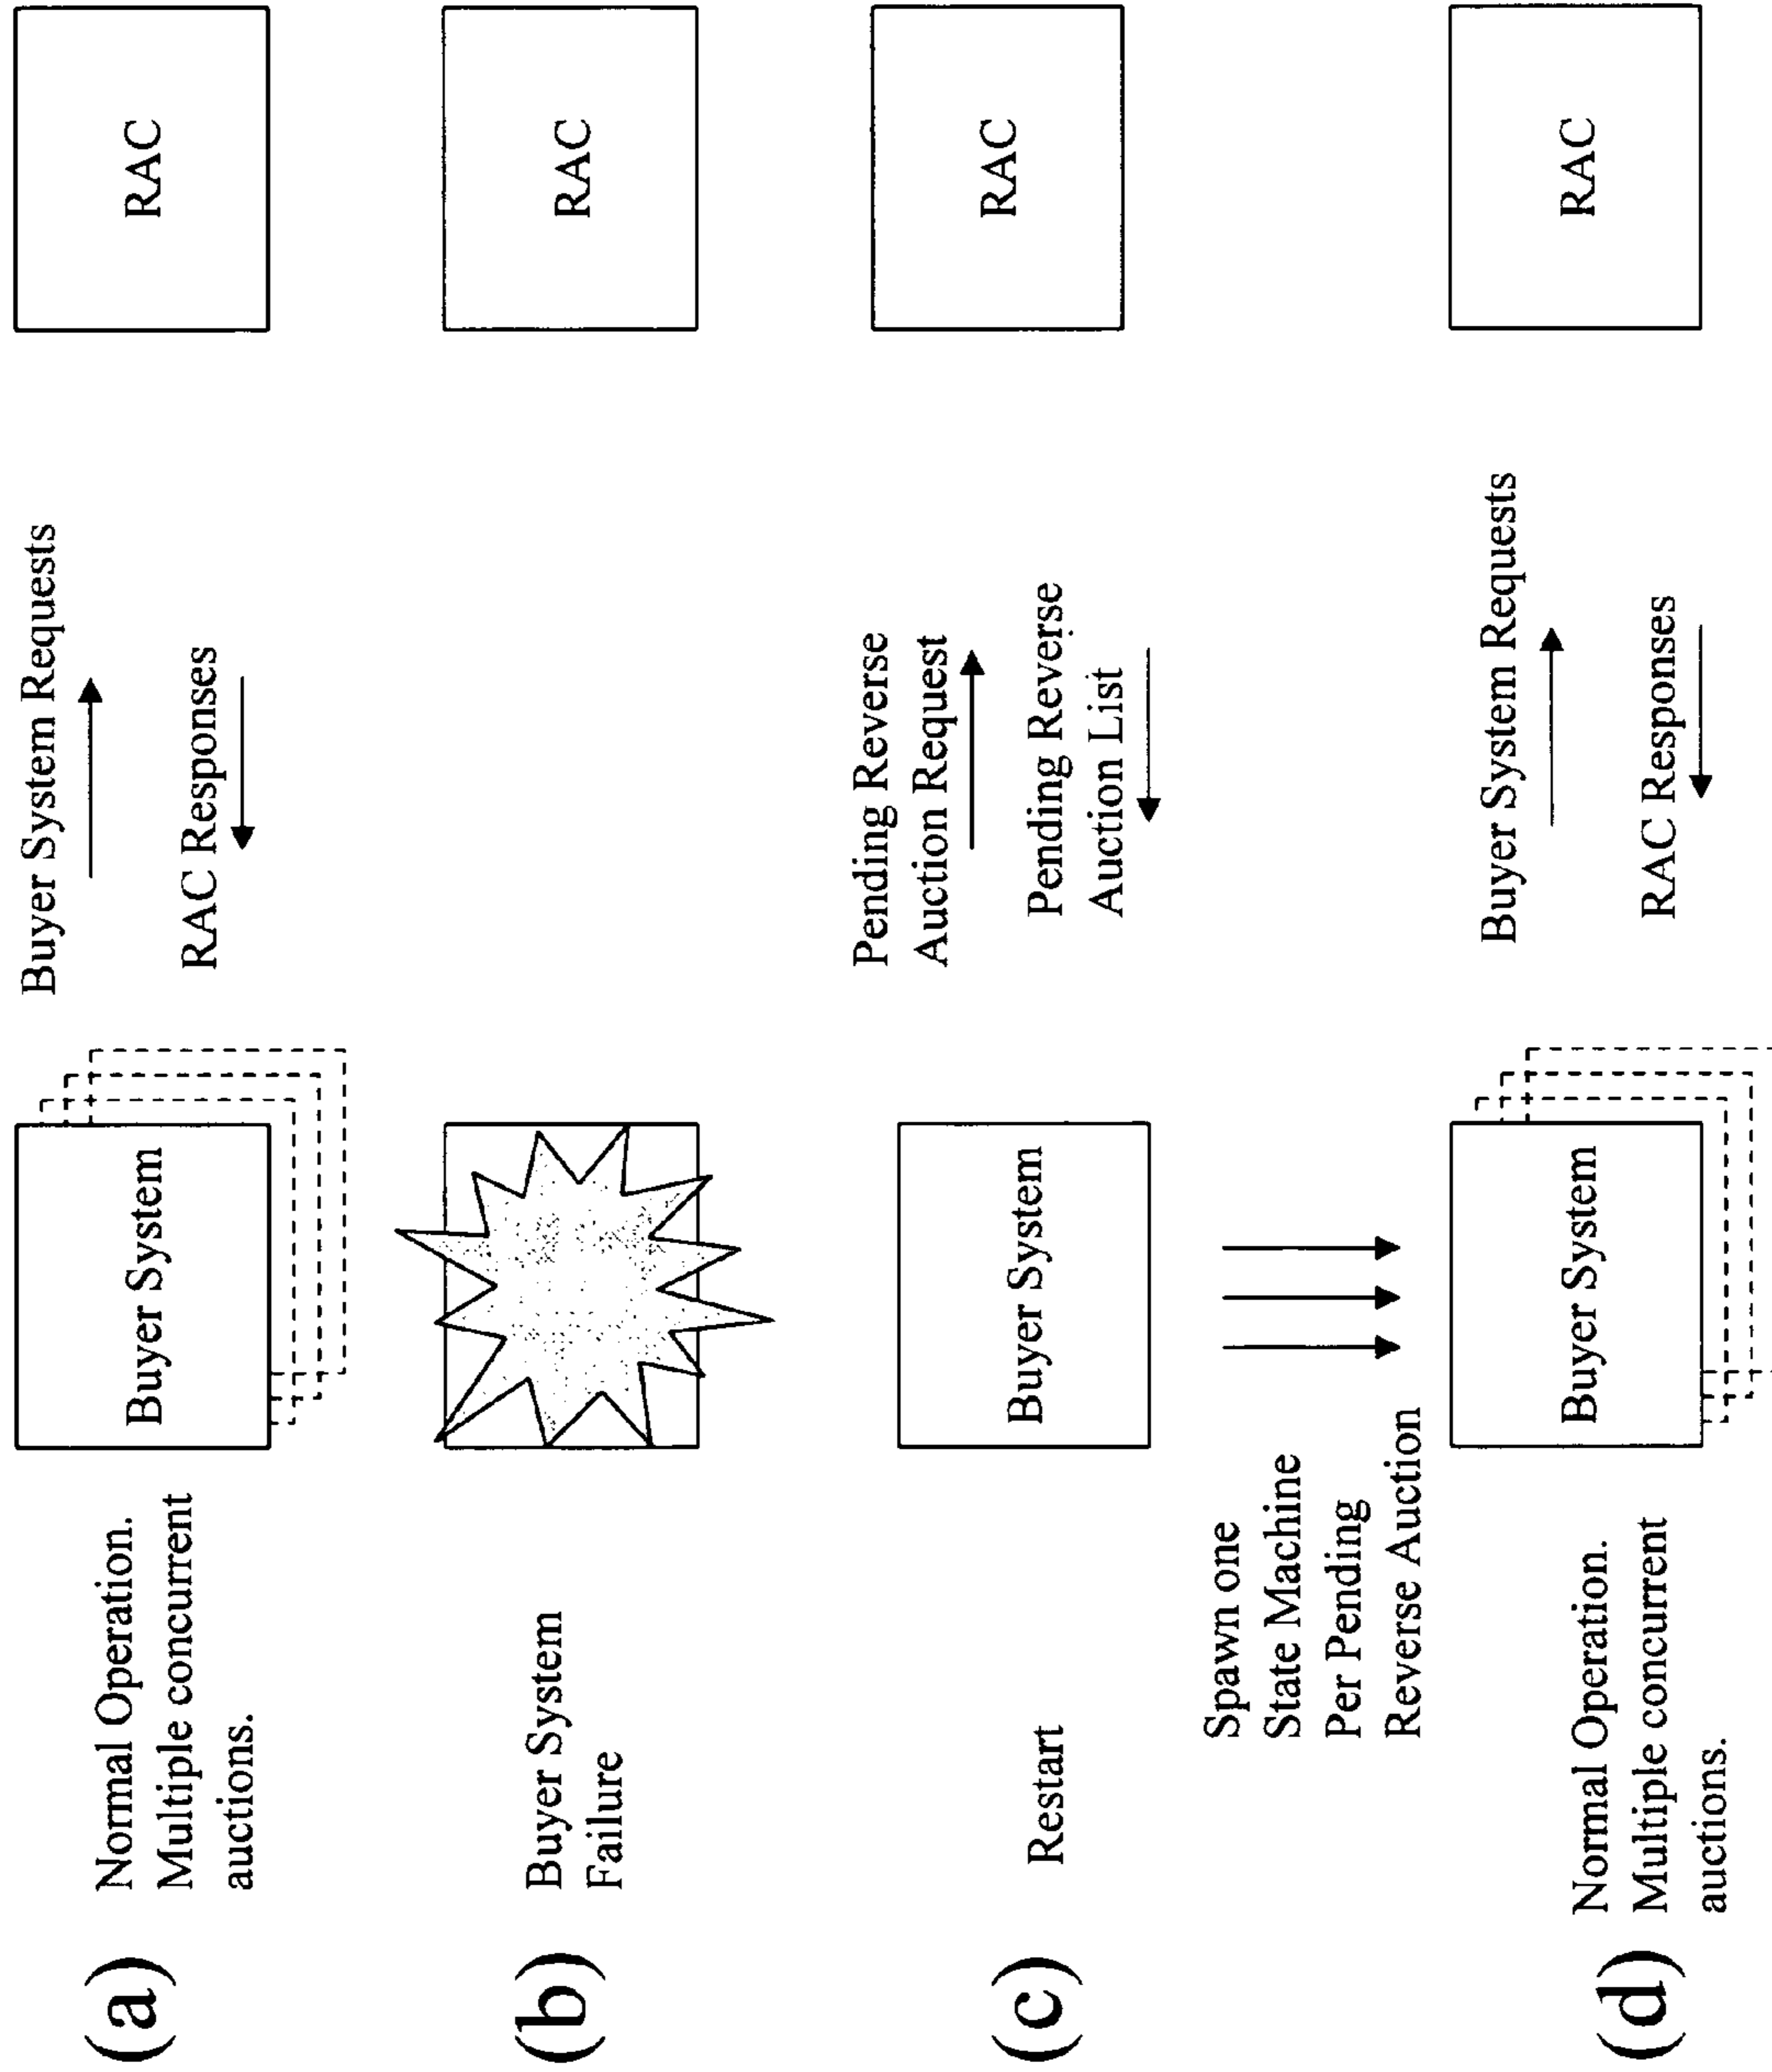 (a)
Normal Operation.
Multiple concurrent
auctions.
Buyer System
Buyer System Requests
RAC Responses
RAC
(b)
Buyer System
Failure
RAC
(c)
Restart
Buyer System
Pending Reverse
Auction Request
Pending Reverse
Auction List
RAC
Spawn one
State Machine
Per Pending
Reverse Auction
(d)
Normal Operation.
Multiple concurrent
auctions.
Buyer System
Buyer System Requests
RAC Responses
RAC